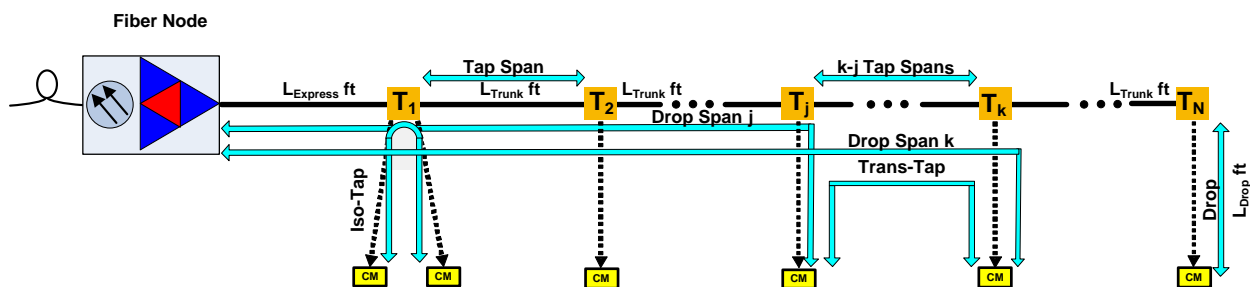 Fiber Node
Tap Span
k-j Tap Spans
LExpress ft
LTrunk ft
LTrunk ft
LTrunk ft
T1
T2
Tj
Tk
TN
Drop Span j
Drop Span k
Trans-Tap
Iso-Tap
Drop
LDrop ft
CM
CM
CM
CM
CM
CM